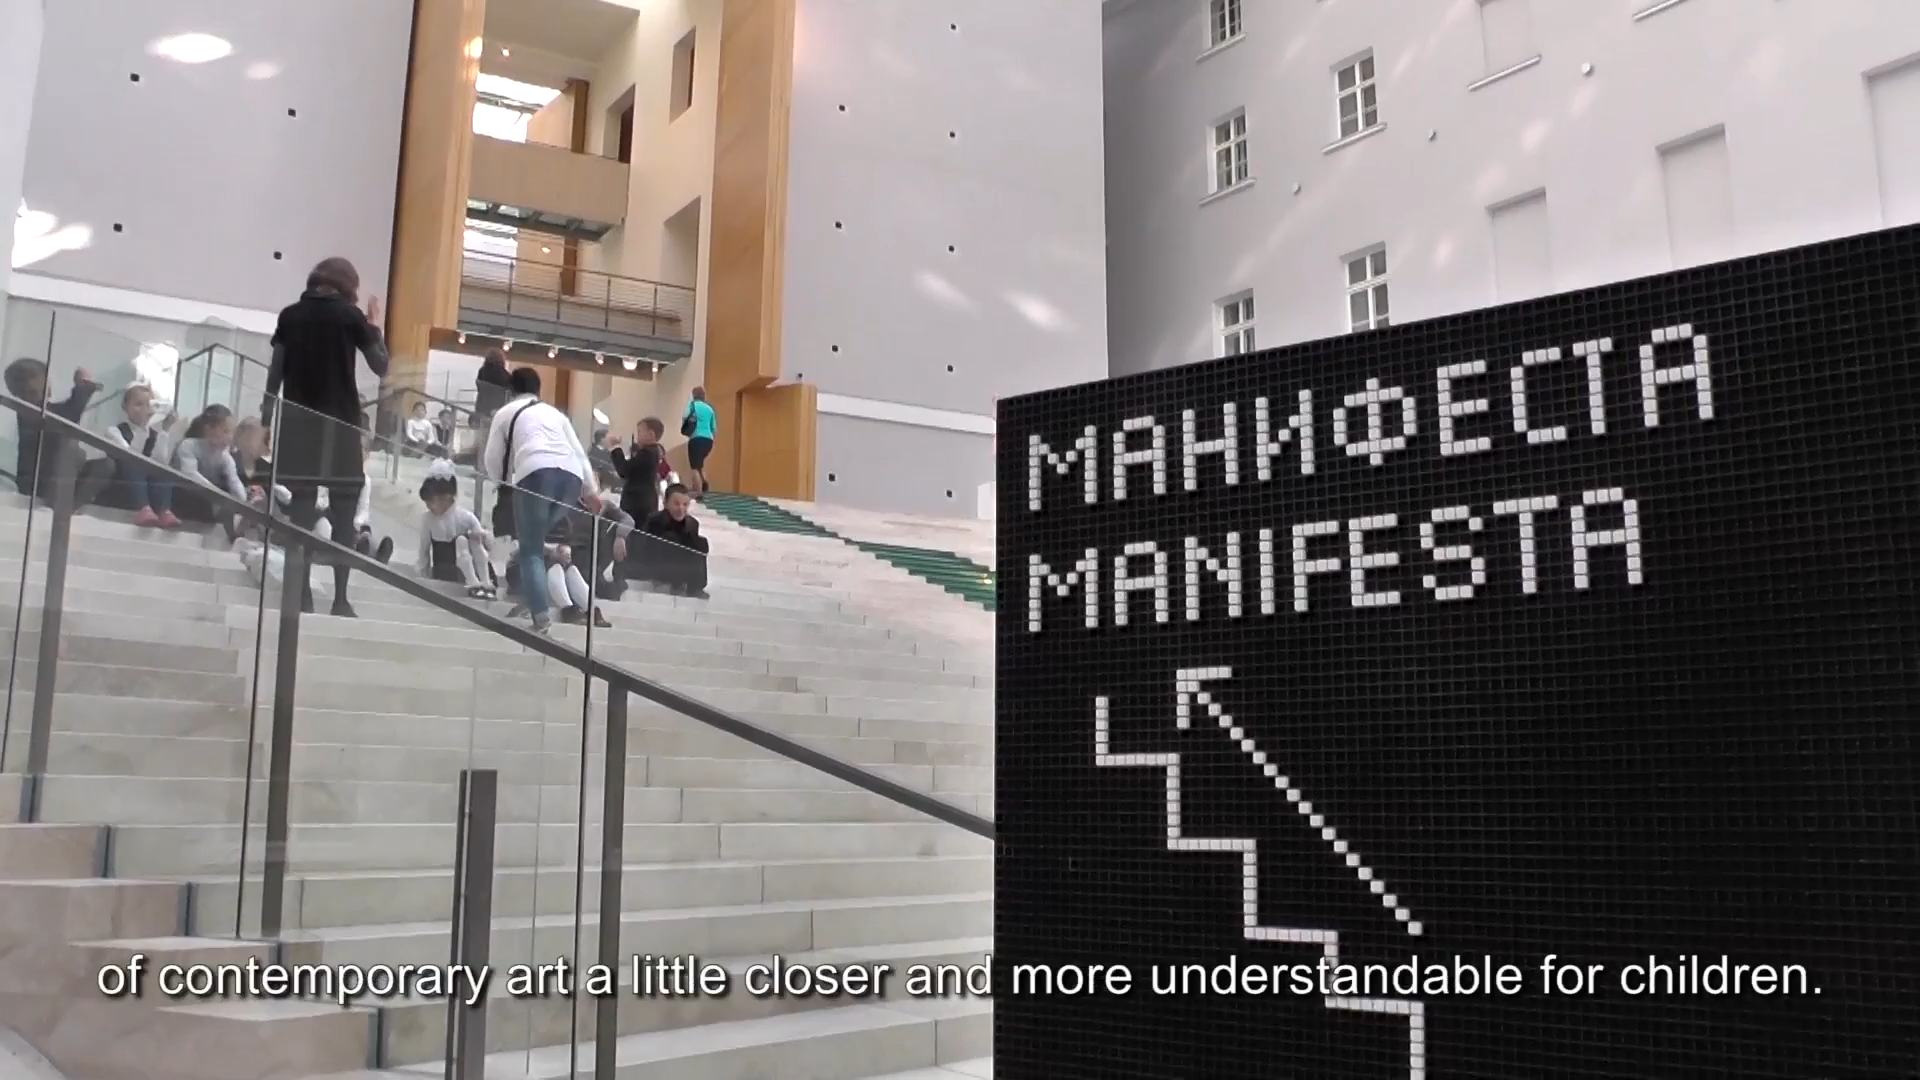 МАНИФЕСТА
MANIFESTA
of contemporary art a little closer and more understandable for children.